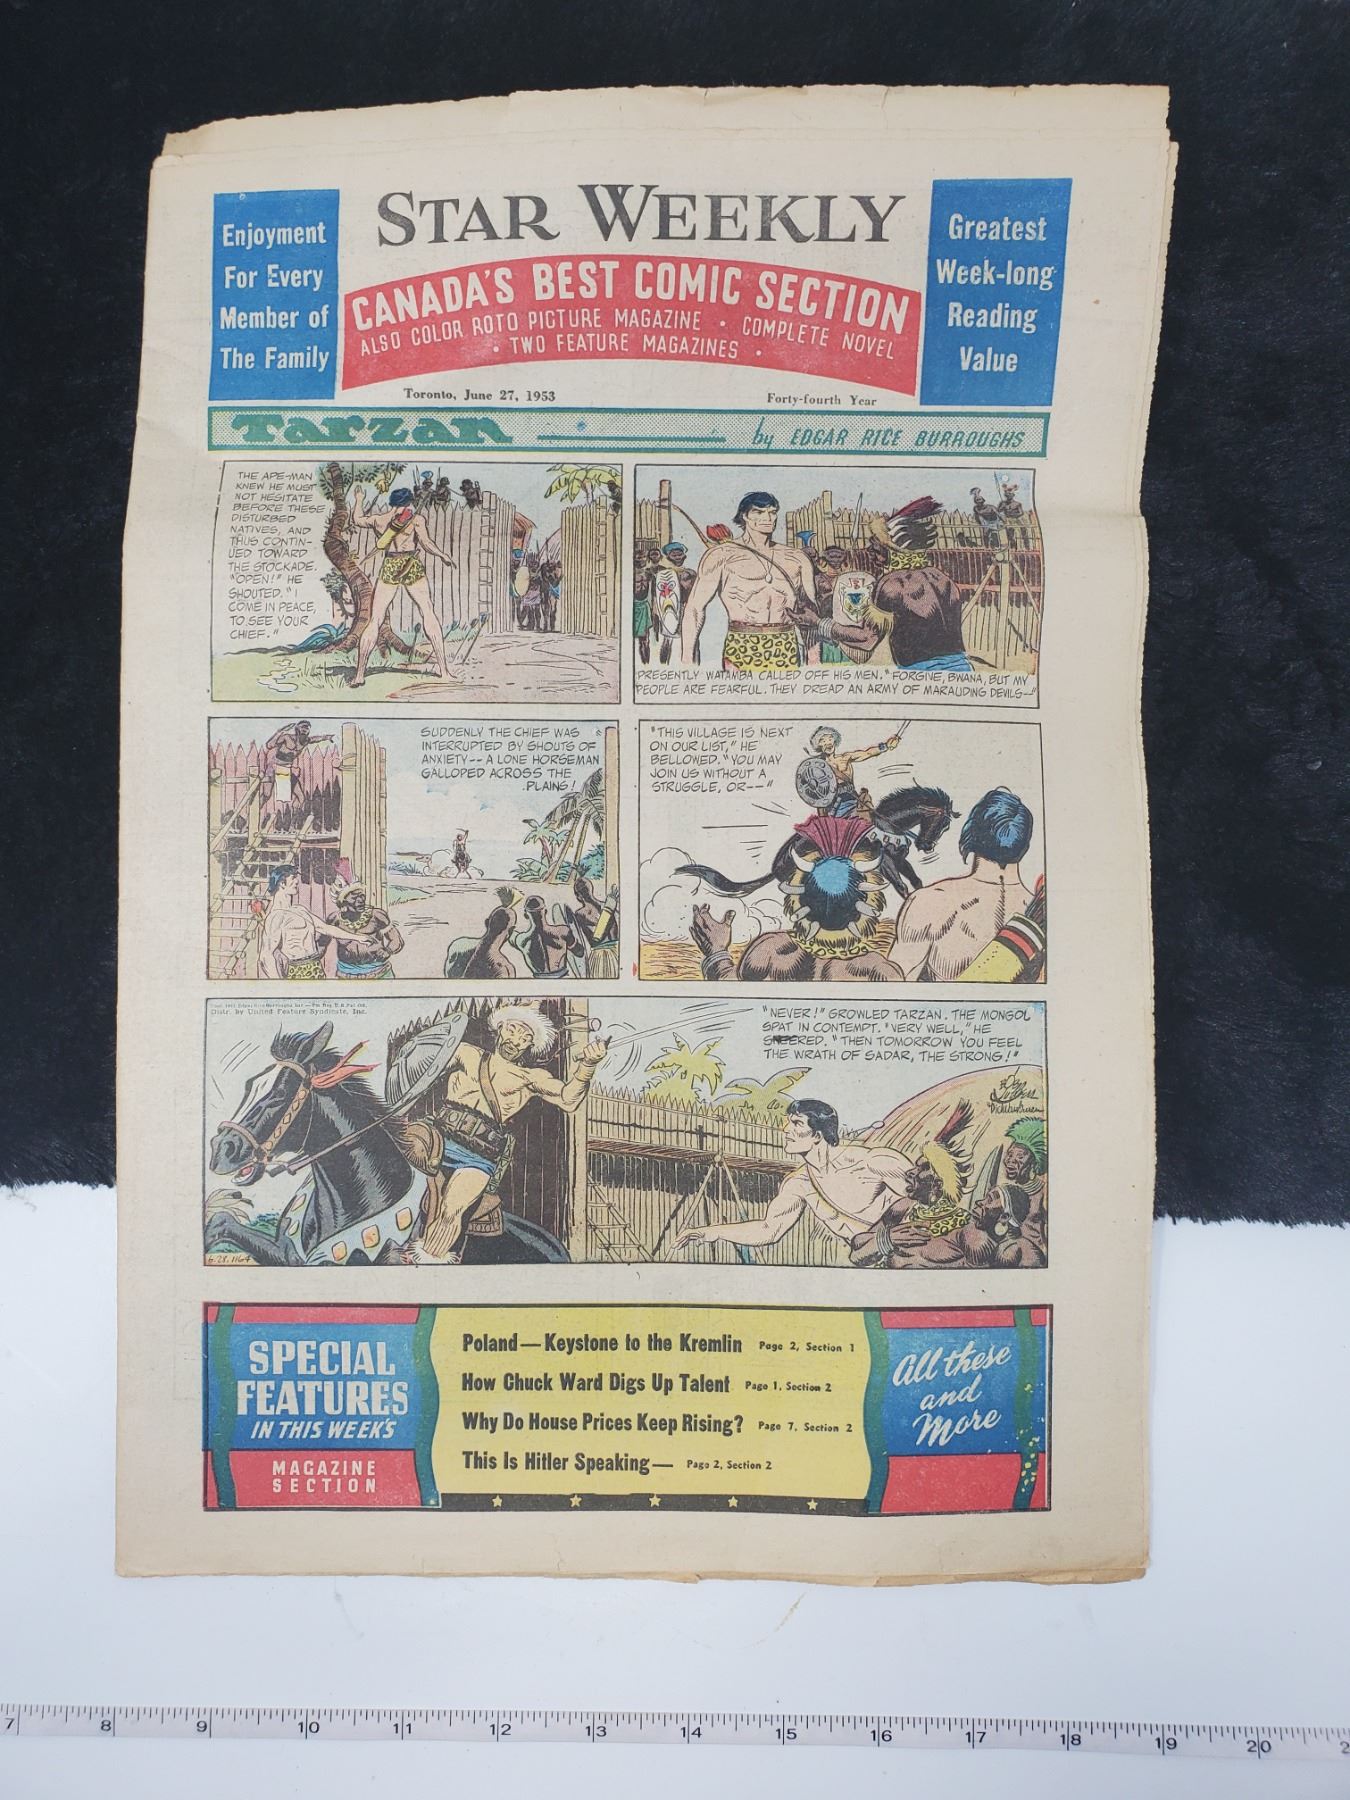 Enjoyment
For Every
Member of
The Family
STAR WEEKLY
CANADA'S BEST COMIC SECTION
ALSO COLOR ROTO PICTURE MAGAZINE • COMPLETE NOVEL
• TWO FEATURE MAGAZINES •
Greatest
Week-long
Reading
Value
Toronto, June 27, 1953
Forty-fourth Year
Tarzan
by EDGAR RICE BURROUGHS
THE APE-MAN
KNEW HE MUST
NOT HESITATE
BEFORE THESE
DISTURBED
NATIVES, AND
THUS CONTIN-
UED TOWARD
THE STOCKADE.
"OPEN!" HE
SHOUTED. "I
COME IN PEACE,
TO SEE YOUR
CHIEF."
PRESENTLY WATAMBA CALLED OFF HIS MEN. "FORGIVE, BWANA, BUT MY
PEOPLE ARE FEARFUL. THEY DREAD AN ARMY OF MARAUDING DEVILS--"
SUDDENLY THE CHIEF WAS
INTERRUPTED BY SHOUTS OF
ANXIETY-- A LONE HORSEMAN
GALLOPED ACROSS THE
PLAINS!
"THIS VILLAGE IS NEXT
ON OUR LIST," HE
BELLOWED. "YOU MAY
JOIN US WITHOUT A
STRUGGLE, OR--"
Distr. by United Feature Syndicate, Inc.
"NEVER!" GROWLED TARZAN. THE MONGOL
SPAT IN CONTEMPT. "VERY WELL," HE
SNEERED. "THEN TOMORROW YOU FEEL
THE WRATH OF SADAR, THE STRONG!"
6-28-1164
SPECIAL
FEATURES
IN THIS WEEK'S
MAGAZINE
SECTION
Poland—Keystone to the Kremlin Page 2, Section 1
How Chuck Ward Digs Up Talent Page 1, Section 2
Why Do House Prices Keep Rising? Page 7, Section 2
This Is Hitler Speaking— Page 2, Section 2
All these
and
More
7 8 9 10 11 12 13 14 15 16 17 18 19 20